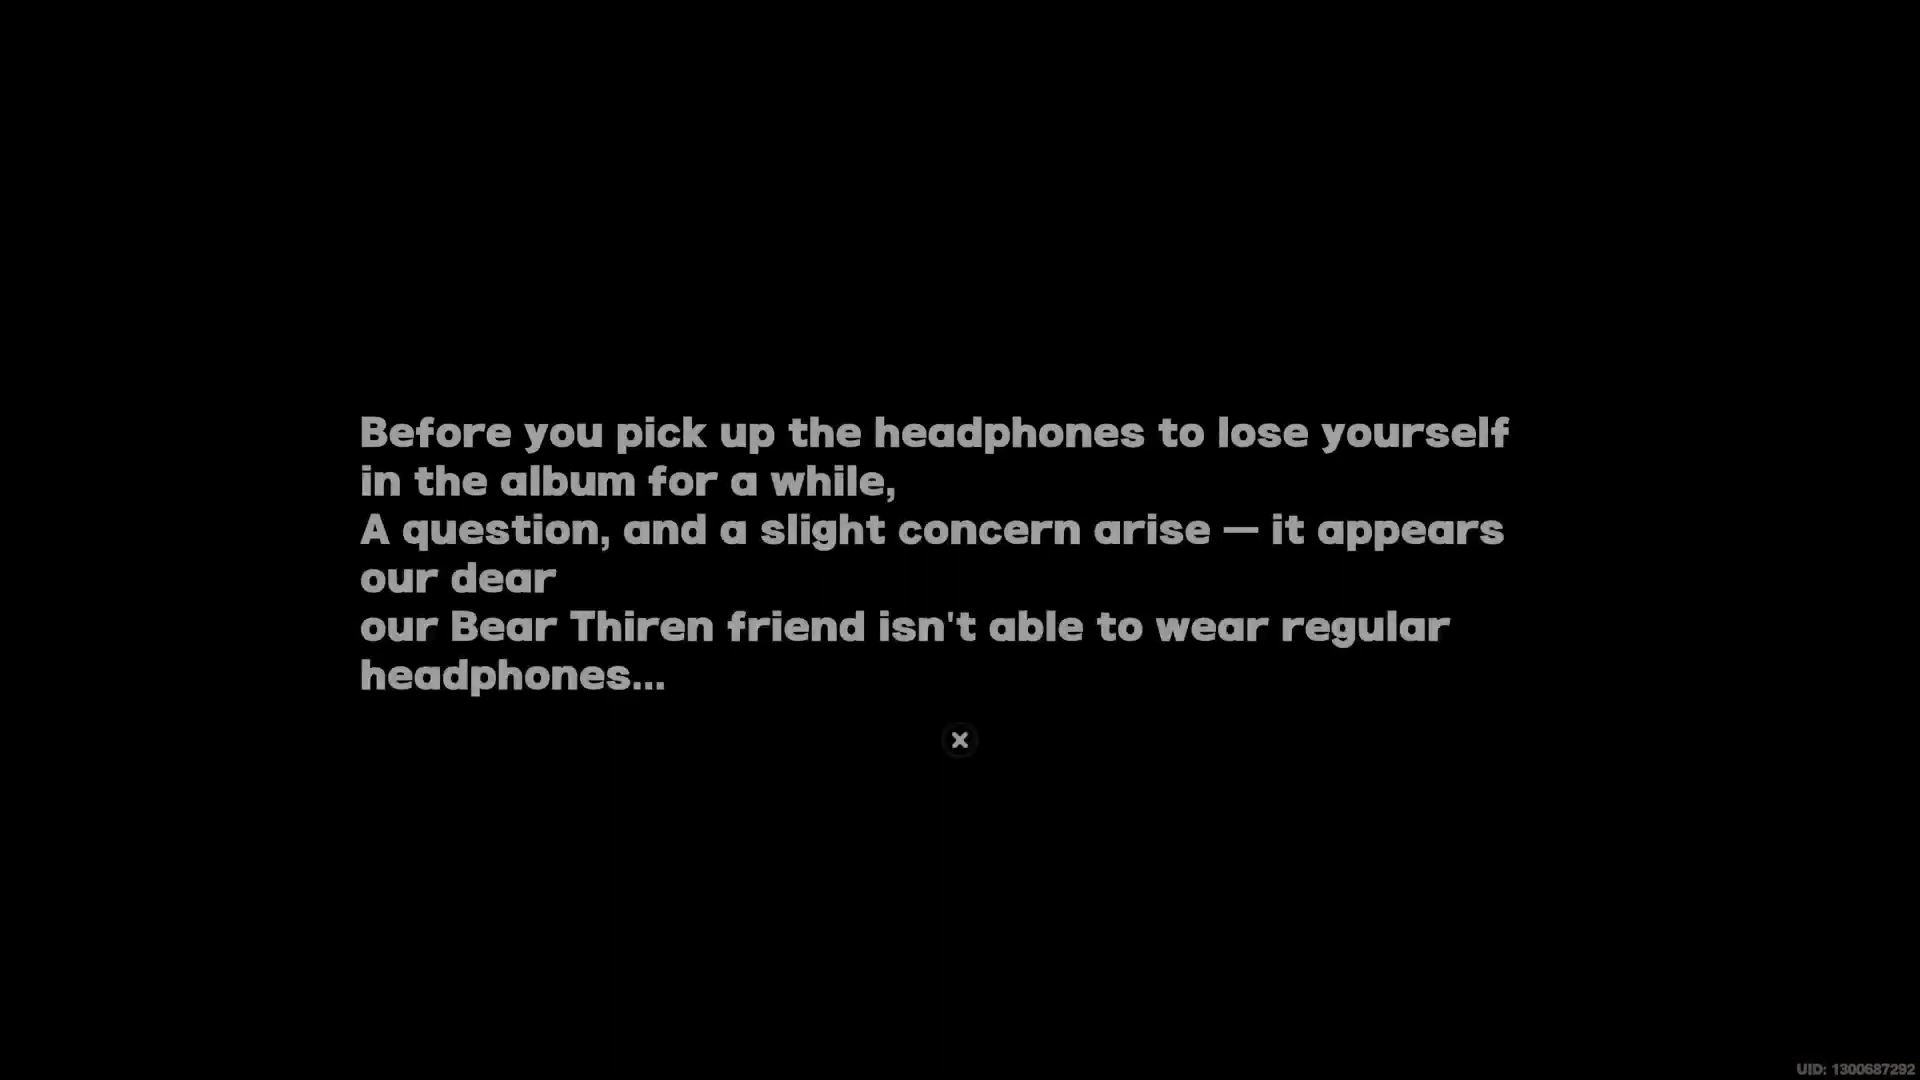 Before you pick up the headphones to lose yourself
in the album for a while,
A question, and a slight concern arise — it appears
our dear
our Bear Thiren friend isn't able to wear regular
headphones...
UID: 1300687292